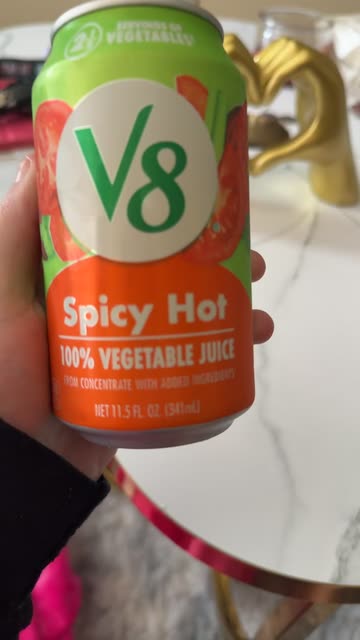 2½ SERVINGS OF
VEGETABLES†
V8
Spicy Hot
100% VEGETABLE JUICE
FROM CONCENTRATE WITH ADDED INGREDIENTS
NET 11.5 FL. OZ. (341mL)